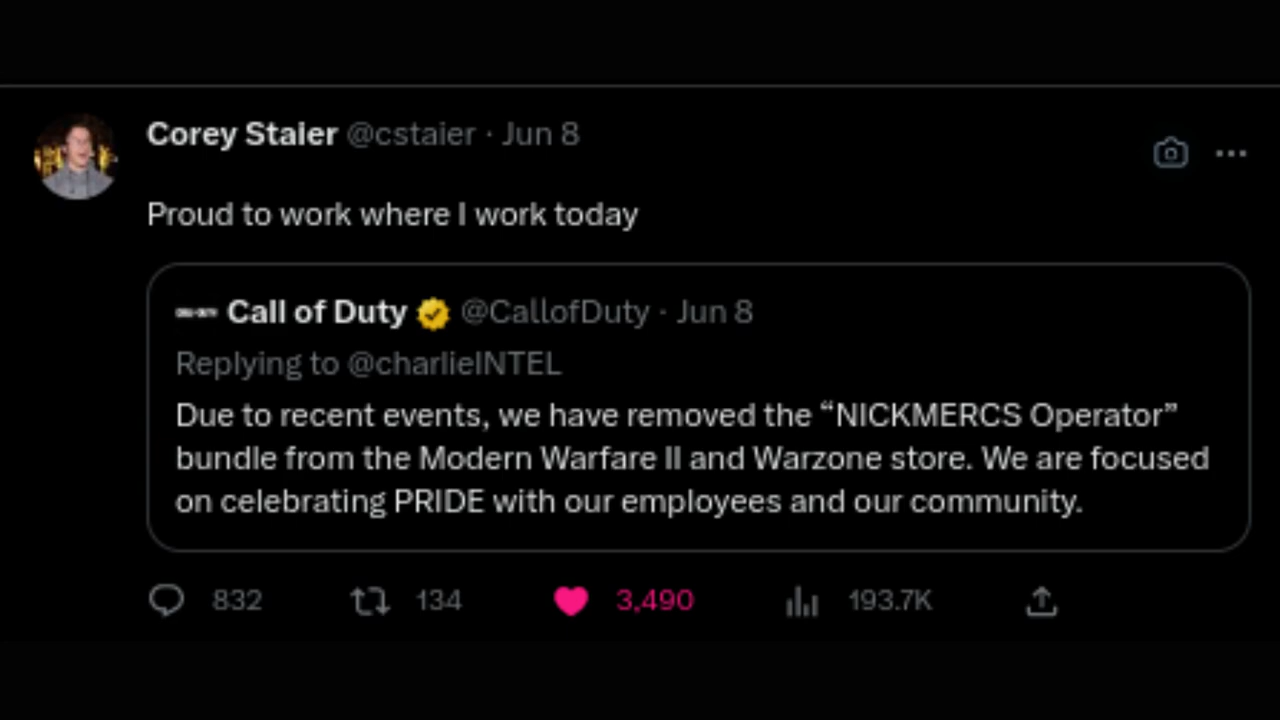 Corey Staier @cstaier · Jun 8
Proud to work where I work today
Call of Duty @CallofDuty · Jun 8
Replying to @charlieINTEL
Due to recent events, we have removed the “NICKMERCS Operator”
bundle from the Modern Warfare II and Warzone store. We are focused
on celebrating PRIDE with our employees and our community.
832 134 3,490 193.7K